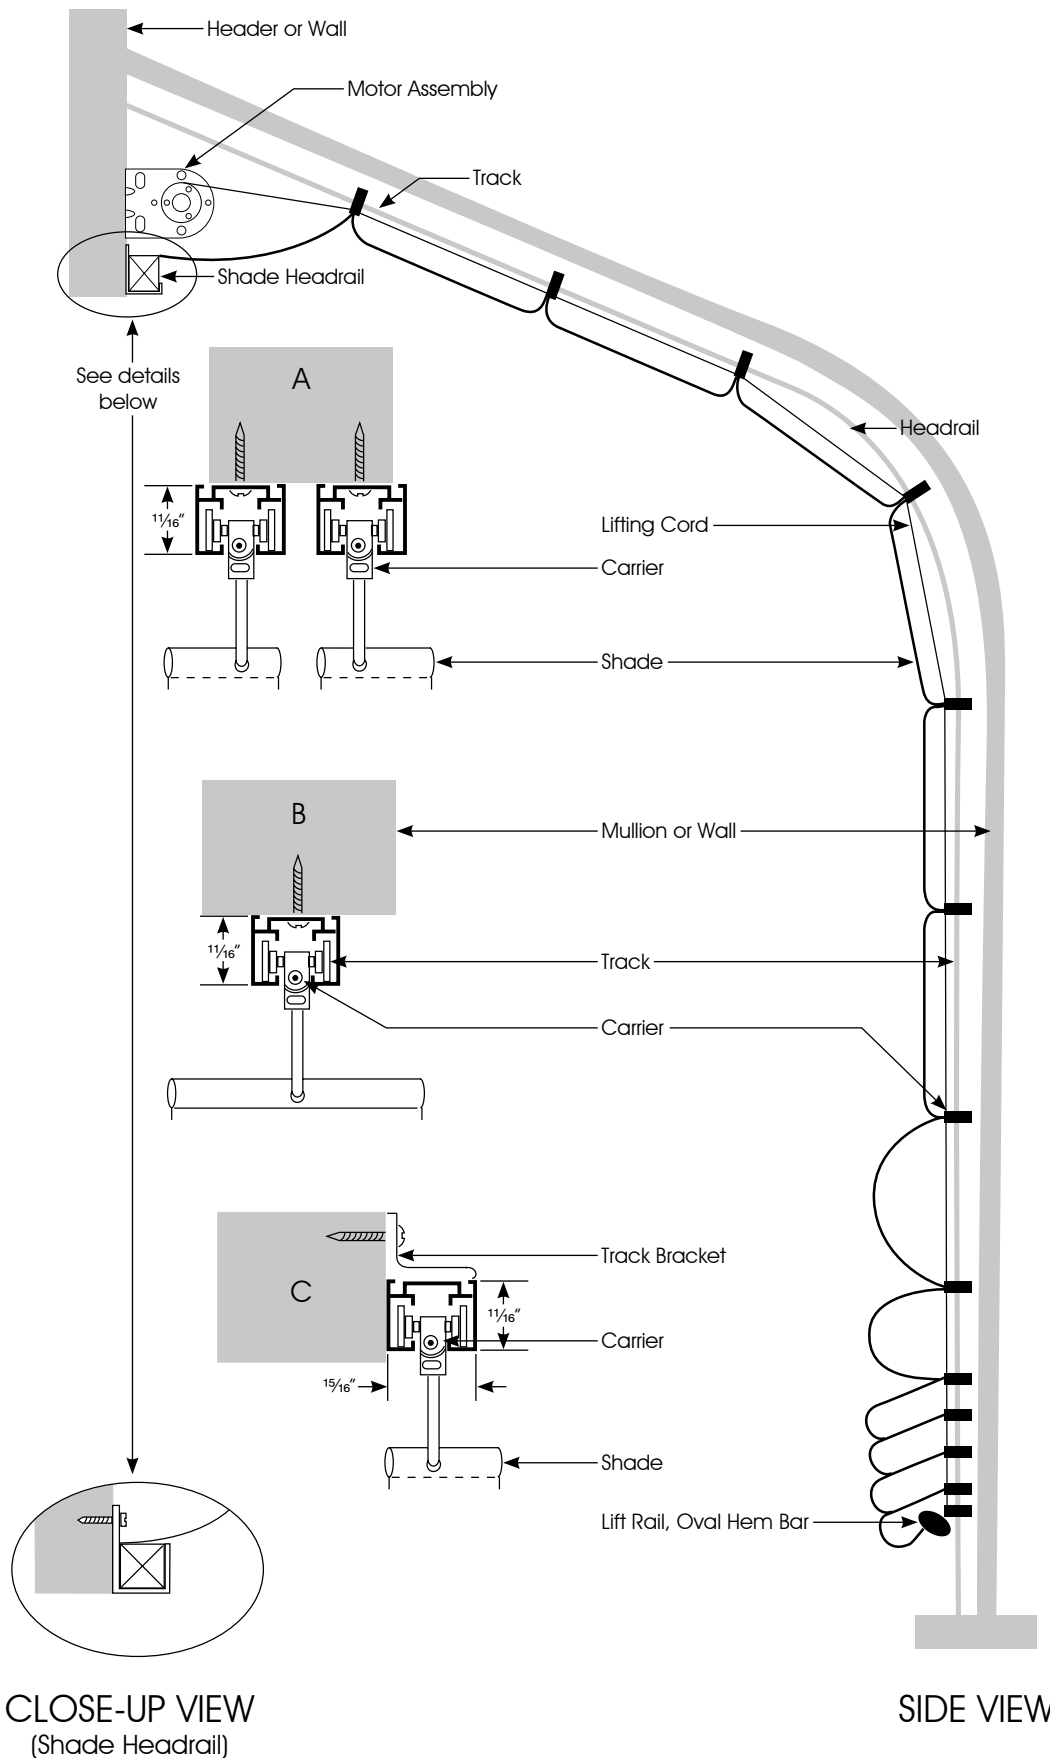 Header or Wall
Motor Assembly
Track
Shade Headrail
See details
below
A
Headrail
11/16"
Lifting Cord
Carrier
Shade
B
Mullion or Wall
11/16"
Track
Carrier
Track Bracket
C
11/16"
Carrier
15/16"
Shade
Lift Rail, Oval Hem Bar
CLOSE-UP VIEW
(Shade Headrail)
SIDE VIEW